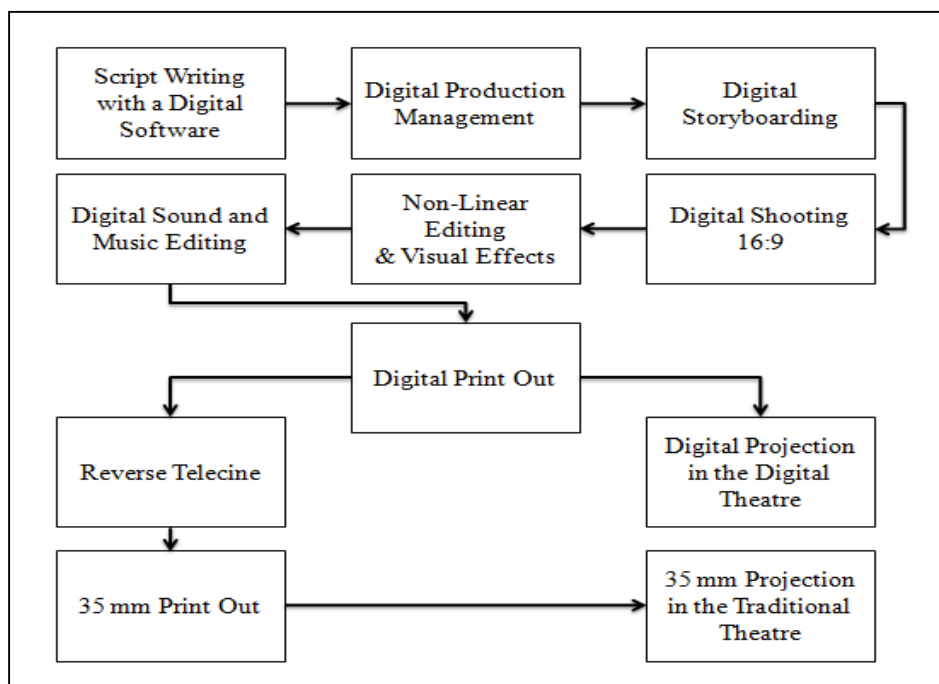 Script Writing
with a Digital
Software
Digital Production
Management
Digital
Storyboarding
Digital Sound and
Music Editing
Non-Linear
Editing
& Visual Effects
Digital Shooting
16:9
Digital Print Out
Reverse Telecine
Digital Projection
in the Digital
Theatre
35 mm Print Out
35 mm Projection
in the Traditional
Theatre